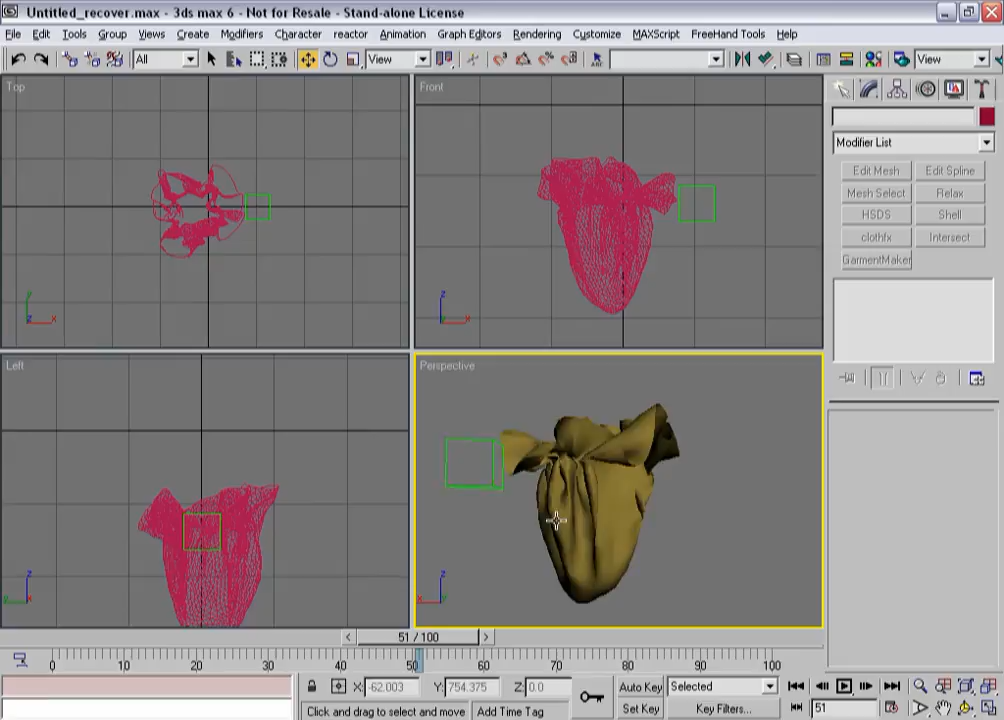 Untitled_recover.max - 3ds max 6 - Not for Resale - Stand-alone License
File Edit Tools Group Views Create Modifiers Character reactor Animation Graph Editors Rendering Customize MAXScript FreeHand Tools Help
All View View
Top
Front
Modifier List
Edit Mesh Edit Spline
Mesh Select Relax
HSDS Shell
clothfx Intersect
GarmentMaker
y
z x
z
y x
Left
Perspective
z
y x
z
x
51 / 100
0 10 20 30 40 50 60 70 80 90 100
X: -62.003 Y: 754.375 Z: 0.0 Auto Key Selected
Click and drag to select and move Add Time Tag Set Key Key Filters... 51